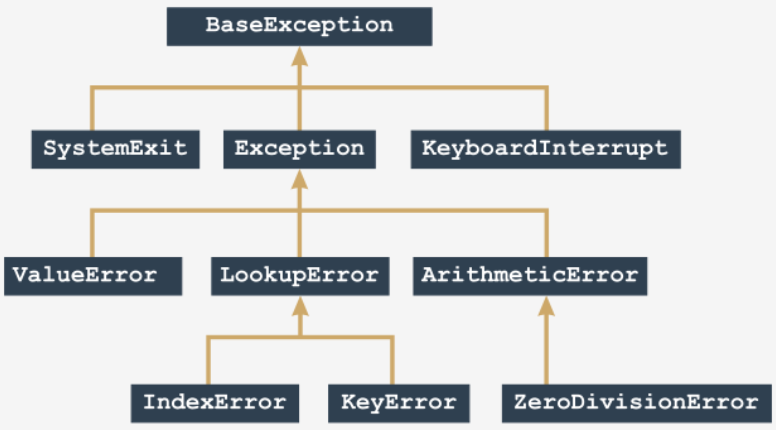 BaseException
SystemExit
Exception
KeyboardInterrupt
ValueError
LookupError
ArithmeticError
IndexError
KeyError
ZeroDivisionError